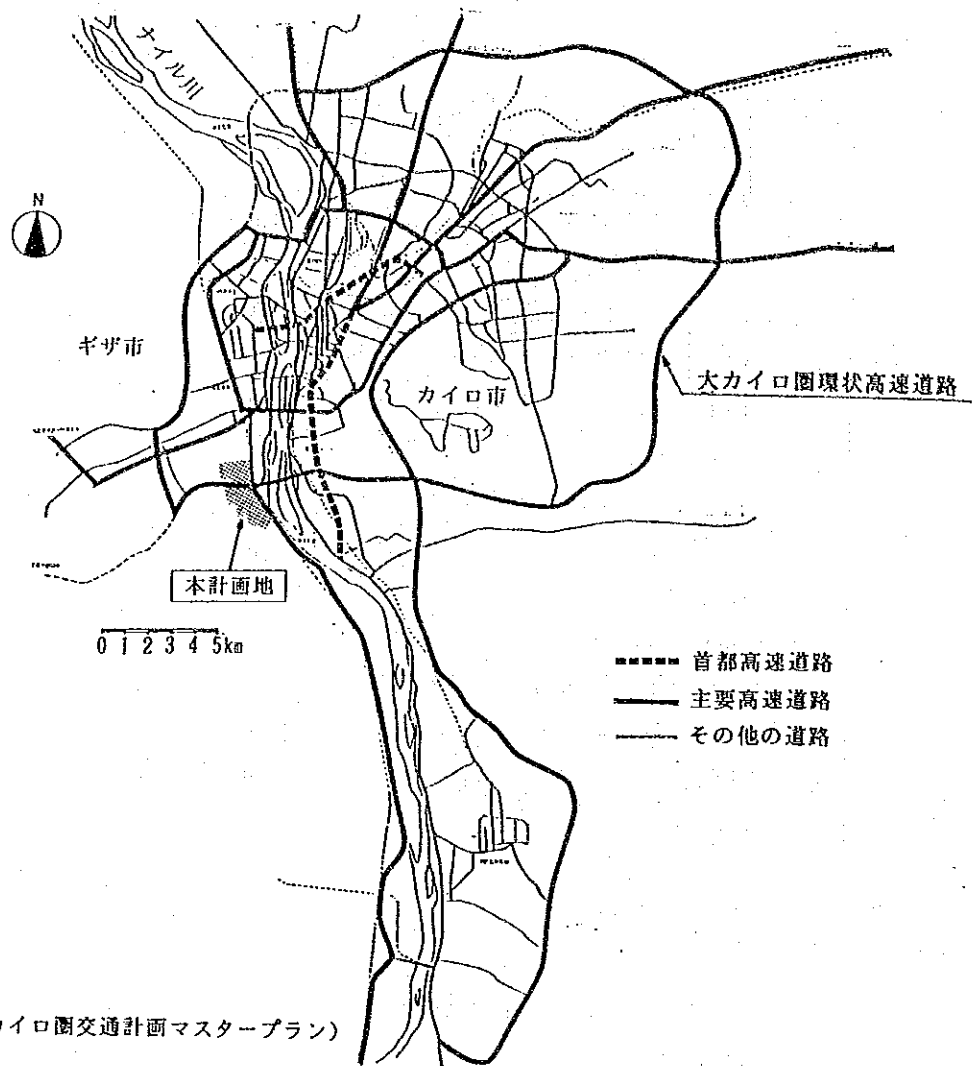 ナイル川
N
ギザ市
カイロ市
大カイロ圏環状高速道路
本計画地
0 1 2 3 4 5km
首都高速道路
主要高速道路
その他の道路
カイロ圏交通計画マスタープラン)